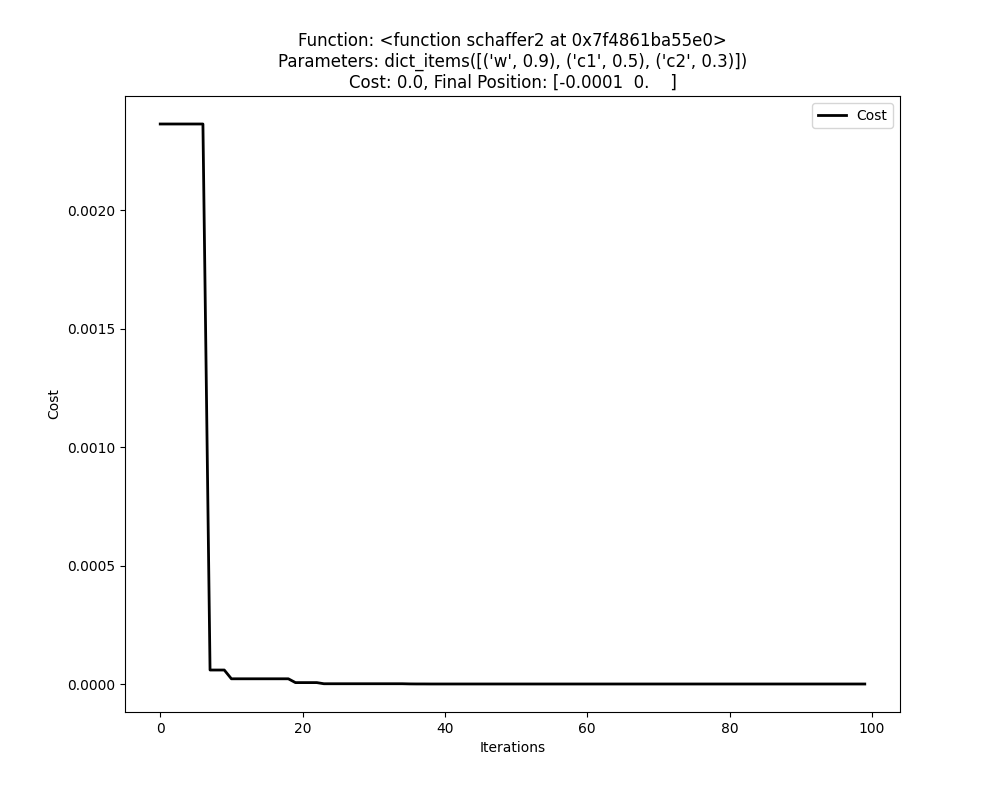 Function: <function schaffer2 at 0x7f4861ba55e0>
Parameters: dict_items([('w', 0.9), ('c1', 0.5), ('c2', 0.3)])
Cost: 0.0, Final Position: [-0.0001  0.    ]
Cost
0.0020
0.0015
0.0010
0.0005
0.0000
Cost
0 20 40 60 80 100
Iterations